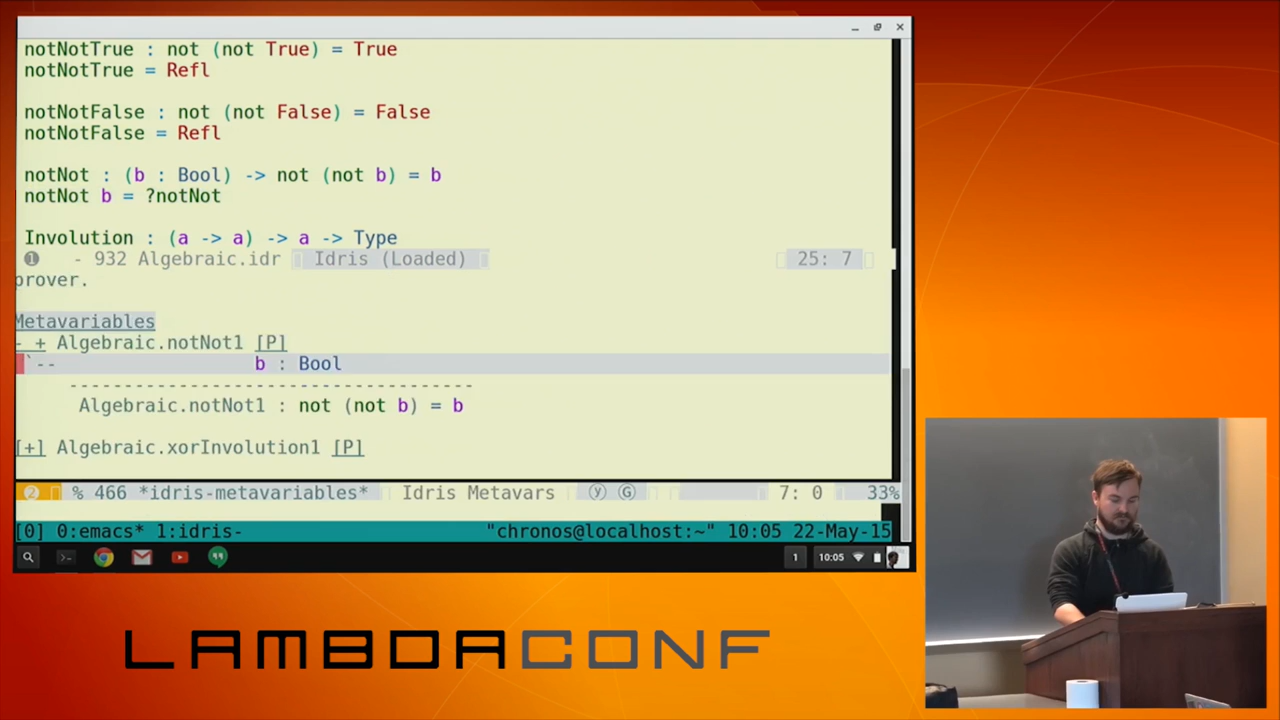 notNotTrue : not (not True) = True
notNotTrue = Refl
notNotFalse : not (not False) = False
notNotFalse = Refl
notNot : (b : Bool) -> not (not b) = b
notNot b = ?notNot
Involution : (a -> a) -> a -> Type
1 - 932 Algebraic.idr Idris (Loaded) 25: 7
prover.
Metavariables
- + Algebraic.notNot1 [P]
`-- b : Bool
-------------------------------------
Algebraic.notNot1 : not (not b) = b
[+] Algebraic.xorInvolution1 [P]
2 % 466 *idris-metavariables* Idris Metavars y G 7: 0 33%
[0] 0:emacs* 1:idris- "chronos@localhost:~" 10:05 22-May-15
1 10:05
LAMBDACONF